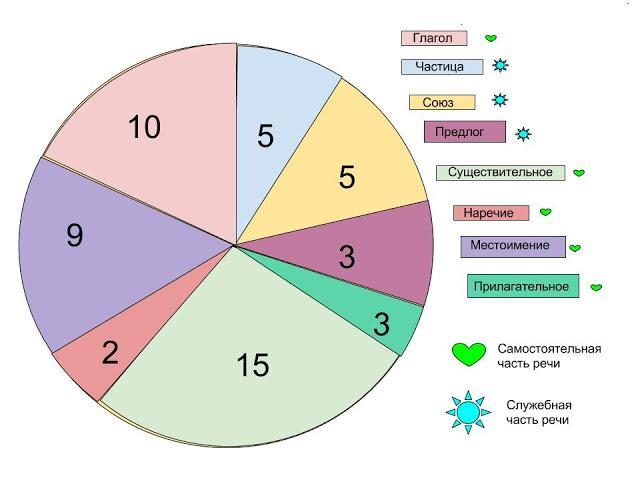 Глагол
Частица
Союз
Предлог
Существительное
Наречие
Местоимение
Прилагательное
10
5
5
9
3
3
2
15
Самостоятельная
часть речи
Служебная
часть речи